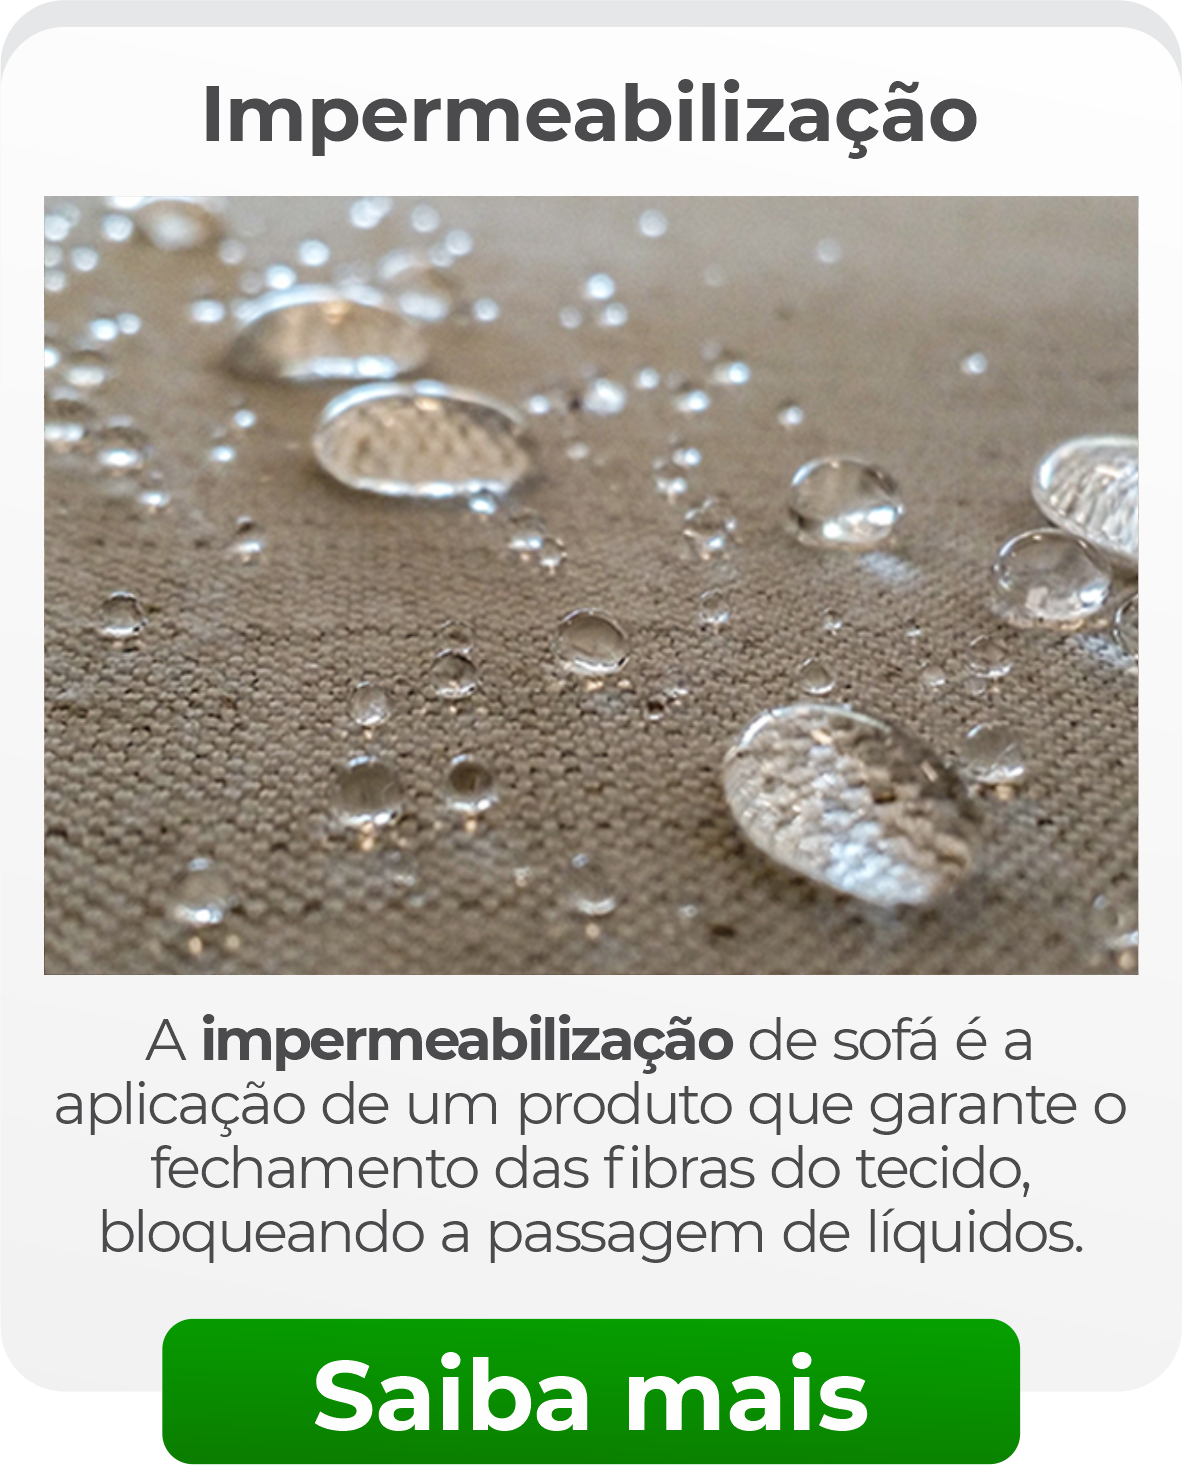 Impermeabilização
A impermeabilização de sofá é a
aplicação de um produto que garante o
fechamento das fibras do tecido,
bloqueando a passagem de líquidos.
Saiba mais